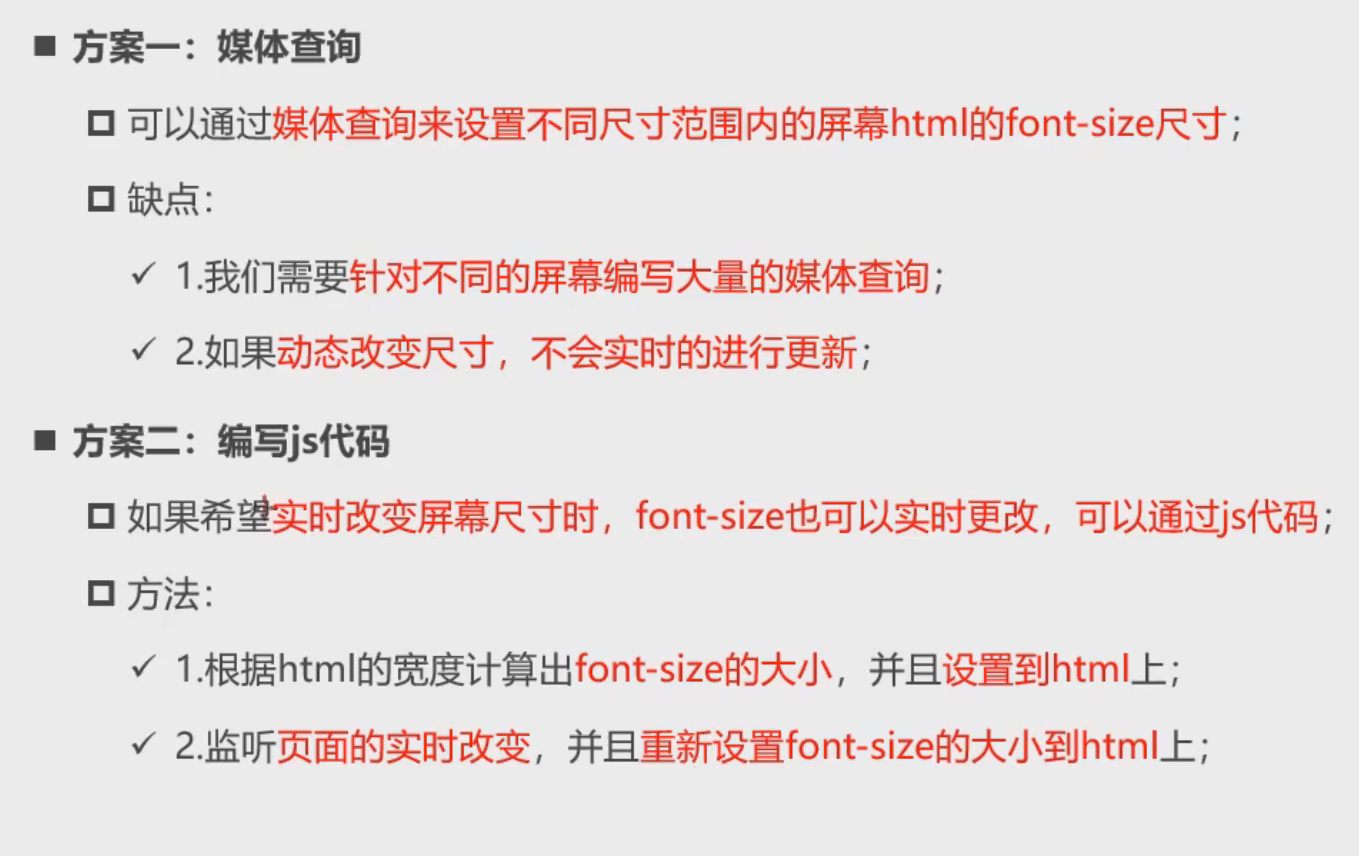 方案一：媒体查询
可以通过媒体查询来设置不同尺寸范围内的屏幕html的font-size尺寸；
缺点：
1.我们需要针对不同的屏幕编写大量的媒体查询；
2.如果动态改变尺寸，不会实时的进行更新；
方案二：编写js代码
如果希望实时改变屏幕尺寸时，font-size也可以实时更改，可以通过js代码；
方法：
1.根据html的宽度计算出font-size的大小，并且设置到html上；
2.监听页面的实时改变，并且重新设置font-size的大小到html上；